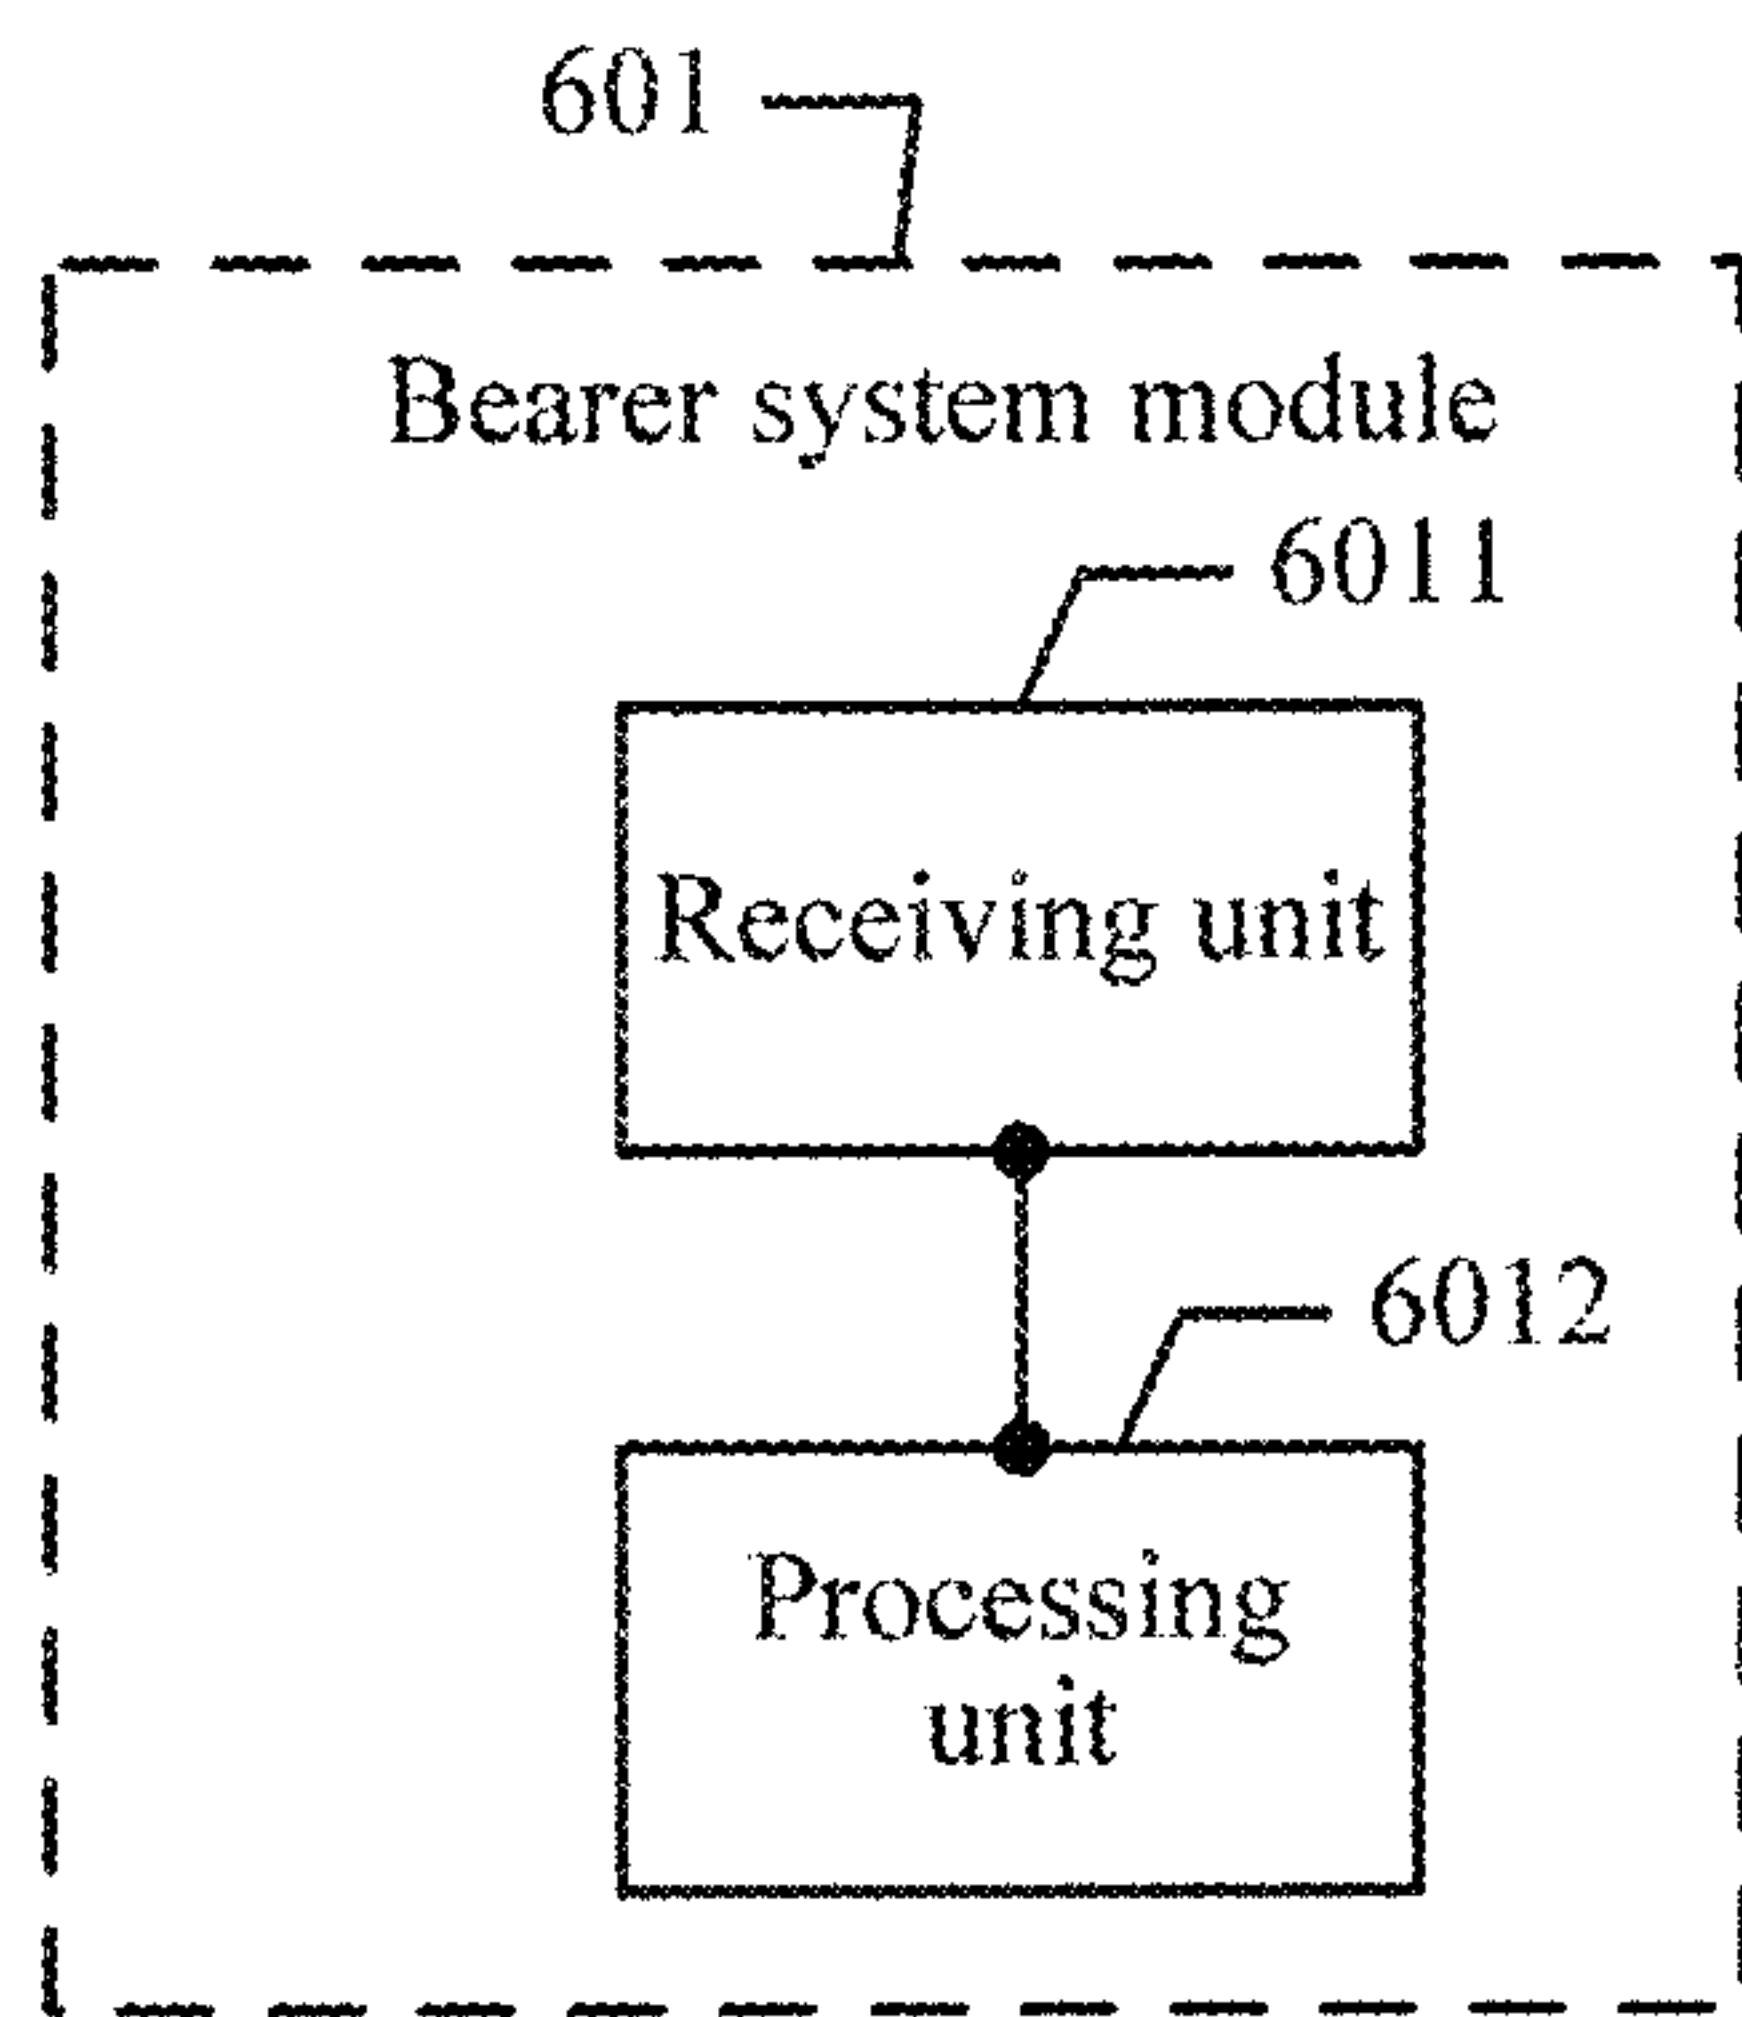 601
Bearer system module
6011
Receiving unit
6012
Processing
unit